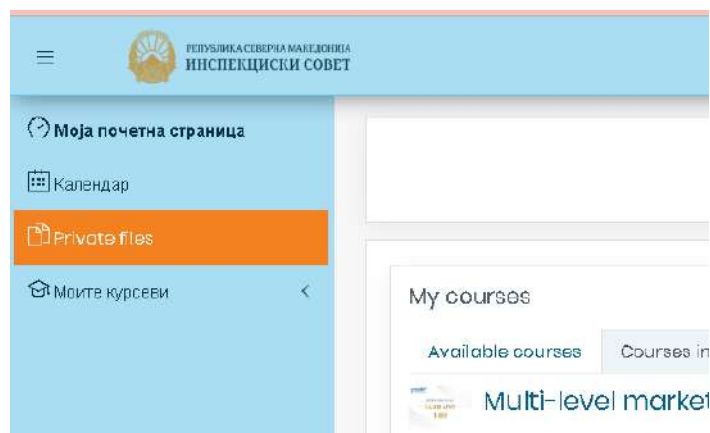 РЕПУБЛИКА СЕВЕРНА МАКЕДОНИЈА
ИНСПЕКЦИСКИ СОВЕТ
Моја почетна страница
Календар
Private files
Моите курсеви
My courses
Available courses
Courses in
Multi-level market